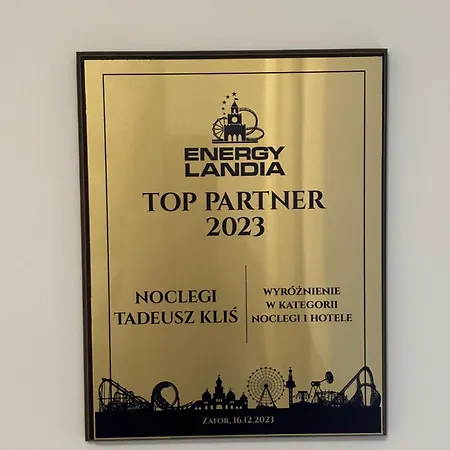 ENERGY
LANDIA
TOP PARTNER
2023
NOCLEGI
TADEUSZ KLIŚ
WYRÓŻNIENIE
W KATEGORII
NOCLEGI I HOTELE
ZATOR, 16.12.2023